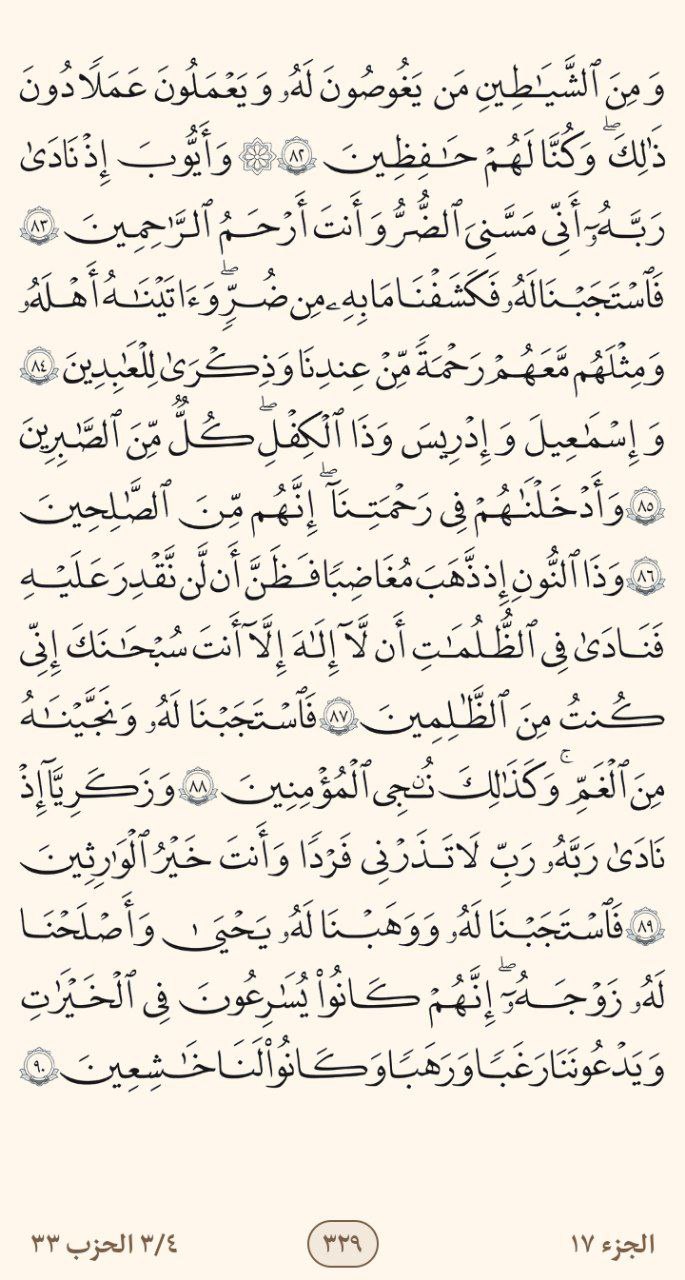 وَمِنَ ٱلشَّيَٰطِينِ مَن يَغُوصُونَ لَهُۥ وَيَعۡمَلُونَ عَمَلٗا دُونَ
ذَٰلِكَۖ وَكُنَّا لَهُمۡ حَٰفِظِينَ ٨٢ ۞ وَأَيُّوبَ إِذۡ نَادَىٰ
رَبَّهُۥٓ أَنِّي مَسَّنِيَ ٱلضُّرُّ وَأَنتَ أَرۡحَمُ ٱلرَّٰحِمِينَ ٨٣
فَٱسۡتَجَبۡنَا لَهُۥ فَكَشَفۡنَا مَا بِهِۦ مِن ضُرّٖۖ وَءَاتَيۡنَٰهُ أَهۡلَهُۥ
وَمِثۡلَهُم مَّعَهُمۡ رَحۡمَةٗ مِّنۡ عِندِنَا وَذِكۡرَىٰ لِلۡعَٰبِدِينَ ٨٤
وَإِسۡمَٰعِيلَ وَإِدۡرِيسَ وَذَا ٱلۡكِفۡلِۖ كُلّٞ مِّنَ ٱلصَّٰبِرِينَ
٨٥ وَأَدۡخَلۡنَٰهُمۡ فِي رَحۡمَتِنَآۖ إِنَّهُم مِّنَ ٱلصَّٰلِحِينَ
٨٦ وَذَا ٱلنُّونِ إِذ ذَّهَبَ مُغَٰضِبٗا فَظَنَّ أَن لَّن نَّقۡدِرَ عَلَيۡهِ
فَنَادَىٰ فِي ٱلظُّلُمَٰتِ أَن لَّآ إِلَٰهَ إِلَّآ أَنتَ سُبۡحَٰنَكَ إِنِّي
كُنتُ مِنَ ٱلظَّٰلِمِينَ ٨٧ فَٱسۡتَجَبۡنَا لَهُۥ وَنَجَّيۡنَٰهُ
مِنَ ٱلۡغَمِّۚ وَكَذَٰلِكَ نُـۨجِي ٱلۡمُؤۡمِنِينَ ٨٨ وَزَكَرِيَّآ إِذۡ
نَادَىٰ رَبَّهُۥ رَبِّ لَا تَذَرۡنِي فَرۡدٗا وَأَنتَ خَيۡرُ ٱلۡوَٰرِثِينَ
٨٩ فَٱسۡتَجَبۡنَا لَهُۥ وَوَهَبۡنَا لَهُۥ يَحۡيَىٰ وَأَصۡلَحۡنَا
لَهُۥ زَوۡجَهُۥٓۚ إِنَّهُمۡ كَانُواْ يُسَٰرِعُونَ فِي ٱلۡخَيۡرَٰتِ
وَيَدۡعُونَنَا رَغَبٗا وَرَهَبٗا وَكَانُواْ لَنَا خَٰشِعِينَ ٩٠
الجزء ١٧
٣٢٩
٣/٤ الحزب ٣٣